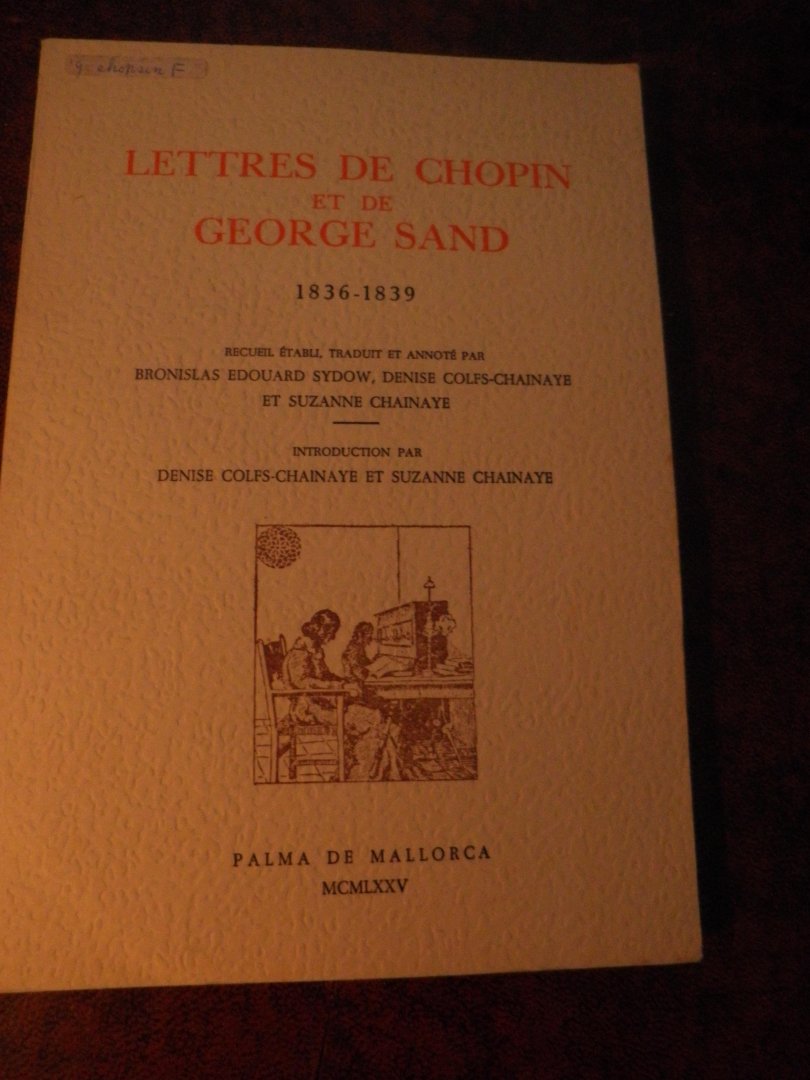 g. chopin F
LETTRES DE CHOPIN
ET DE
GEORGE SAND
1836-1839
RECUEIL ÉTABLI, TRADUIT ET ANNOTÉ PAR
BRONISLAS EDOUARD SYDOW, DENISE COLFS-CHAINAYE
ET SUZANNE CHAINAYE
INTRODUCTION PAR
DENISE COLFS-CHAINAYE ET SUZANNE CHAINAYE
PALMA DE MALLORCA
MCMLXXV